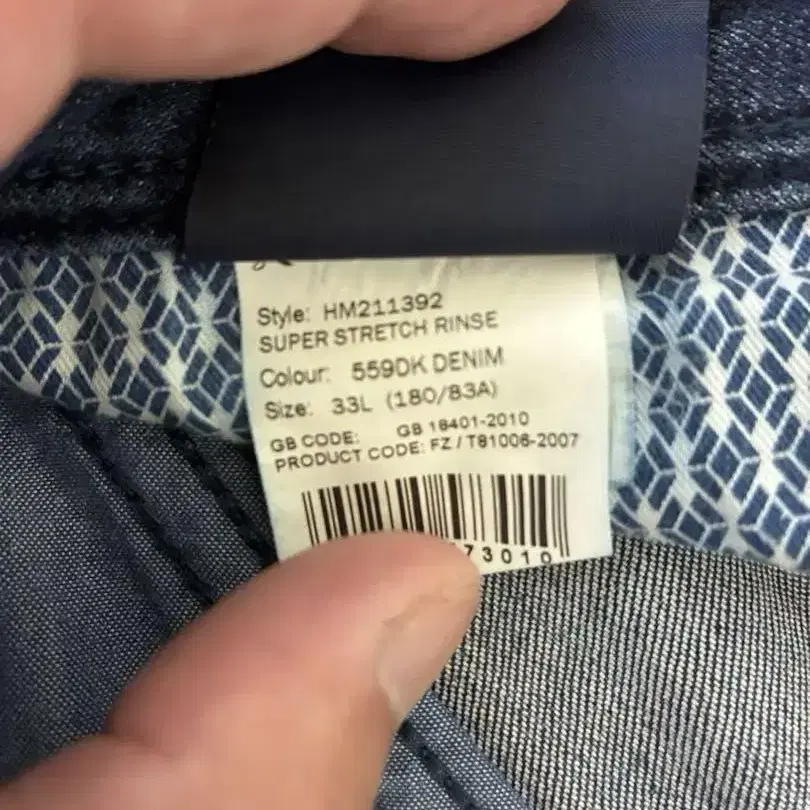 Style: HM211392
SUPER STRETCH RINSE
Colour: 559DK DENIM
Size: 33L (180/83A)
GB CODE: GB 18401-2010
PRODUCT CODE: FZ / T81006-2007
73010